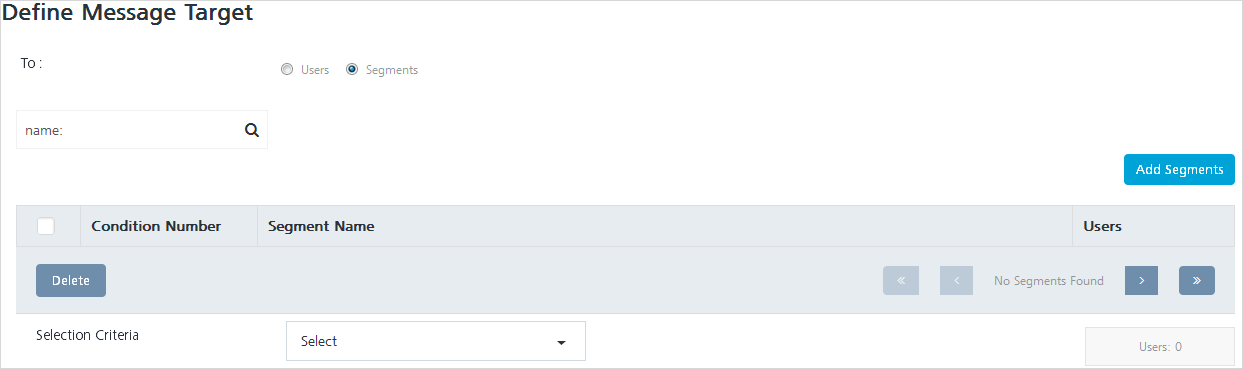 Define Message Target
To :
Users
Segments
name:
Add Segments
Condition Number
Segment Name
Users
Delete
«
‹
No Segments Found
›
»
Selection Criteria
Select
Users: 0